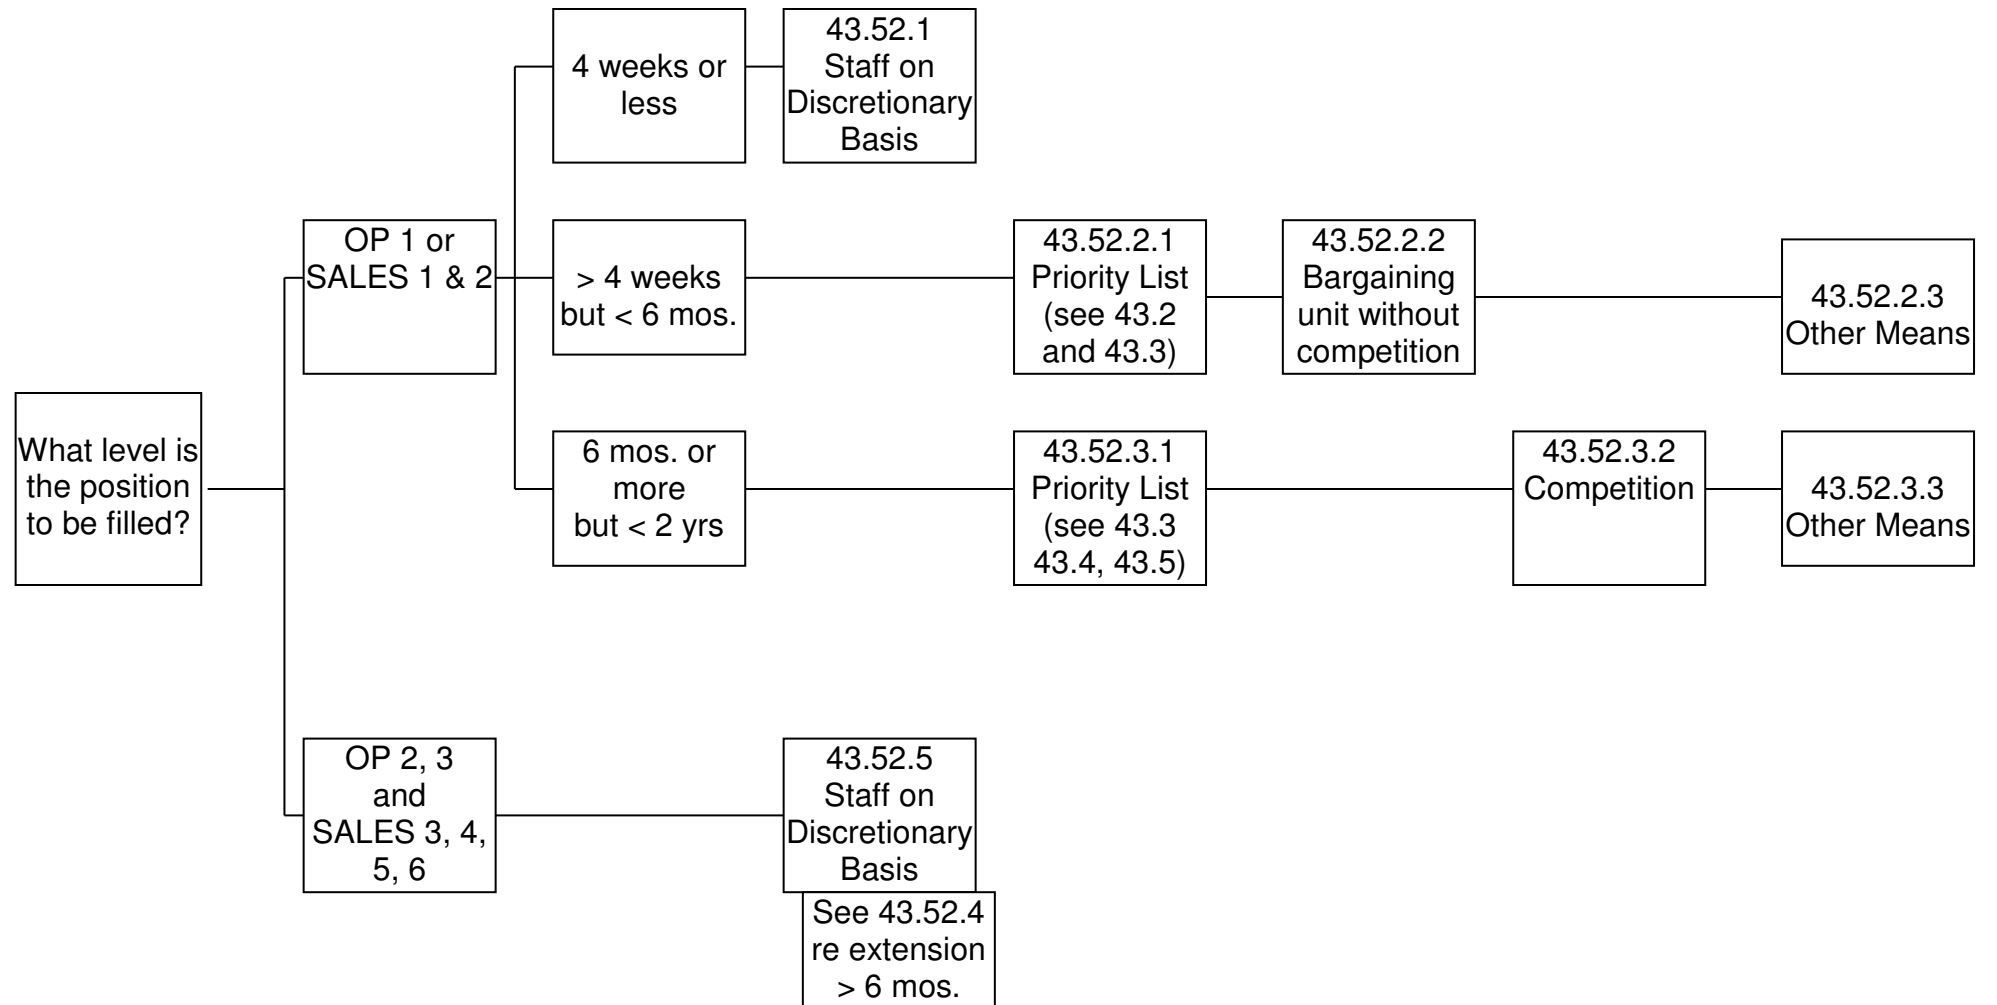 What level is
the position
to be filled?
OP 1 or
SALES 1 & 2
4 weeks or
less
43.52.1
Staff on
Discretionary
Basis
> 4 weeks
but < 6 mos.
43.52.2.1
Priority List
(see 43.2
and 43.3)
43.52.2.2
Bargaining
unit without
competition
43.52.2.3
Other Means
6 mos. or
more
but < 2 yrs
43.52.3.1
Priority List
(see 43.3
43.4, 43.5)
43.52.3.2
Competition
43.52.3.3
Other Means
OP 2, 3
and
SALES 3, 4,
5, 6
43.52.5
Staff on
Discretionary
Basis
See 43.52.4
re extension
> 6 mos.